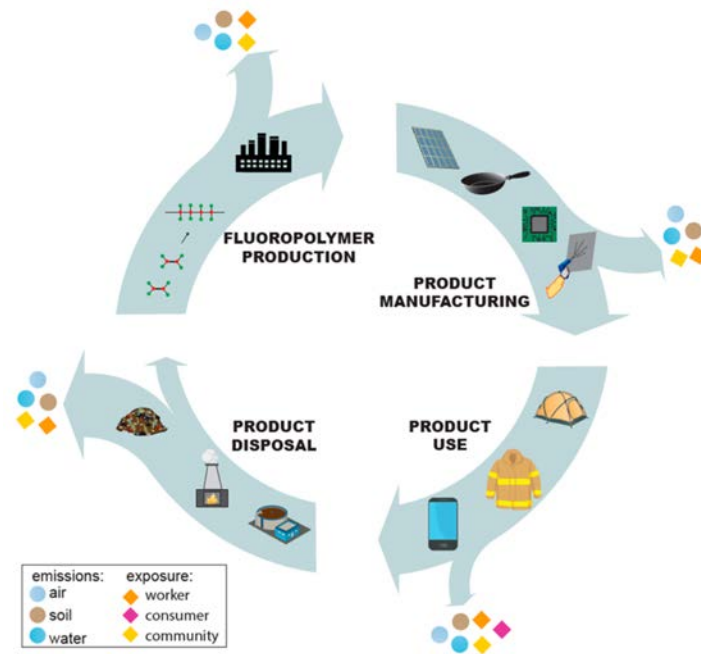 FLUOROPOLYMER
PRODUCTION
PRODUCT
MANUFACTURING
PRODUCT
DISPOSAL
PRODUCT
USE
emissions: exposure:
air worker
soil consumer
water community